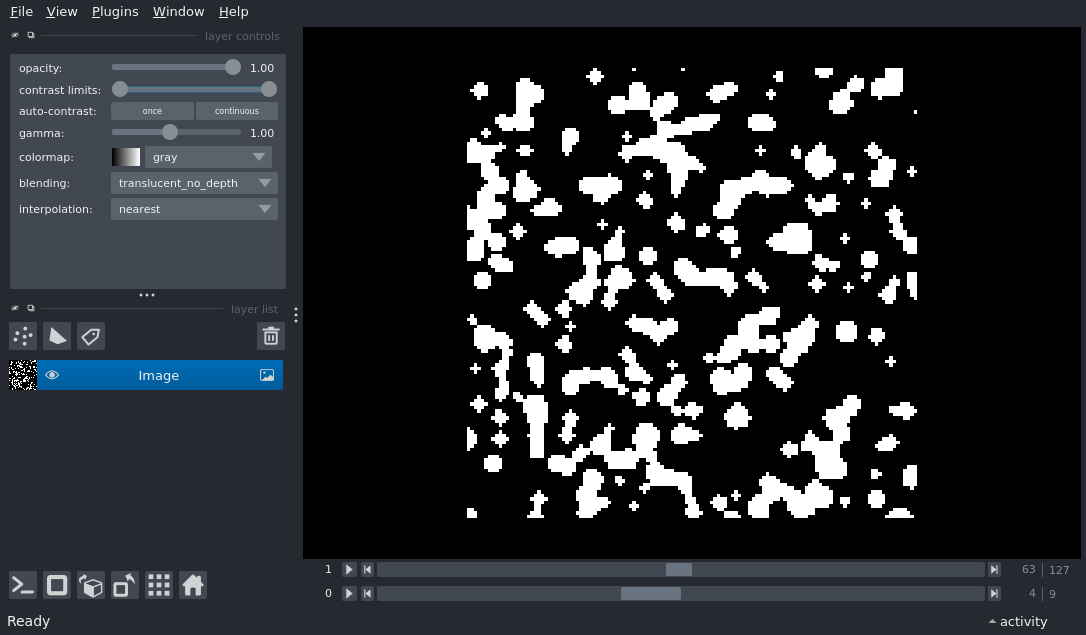 File View Plugins Window Help
layer controls
opacity: 1.00
contrast limits:
auto-contrast: once continuous
gamma: 1.00
colormap: gray
blending: translucent_no_depth
interpolation: nearest
layer list
Image
1 63 127
0 4 9
Ready activity